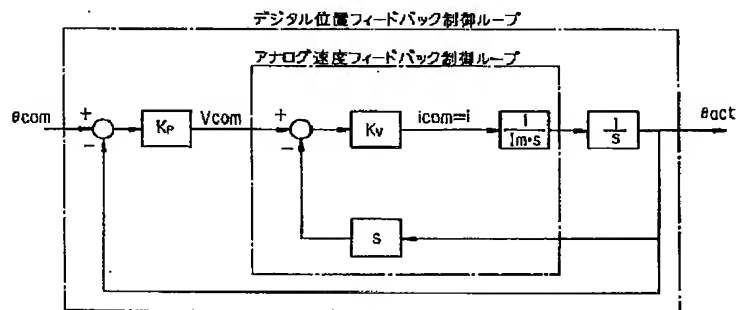 デジタル位置フィードバック制御ループ
アナログ速度フィードバック制御ループ
θcom
+
−
KP
Vcom
+
−
Kv
icom=i
1
Im·s
1
s
θact
S